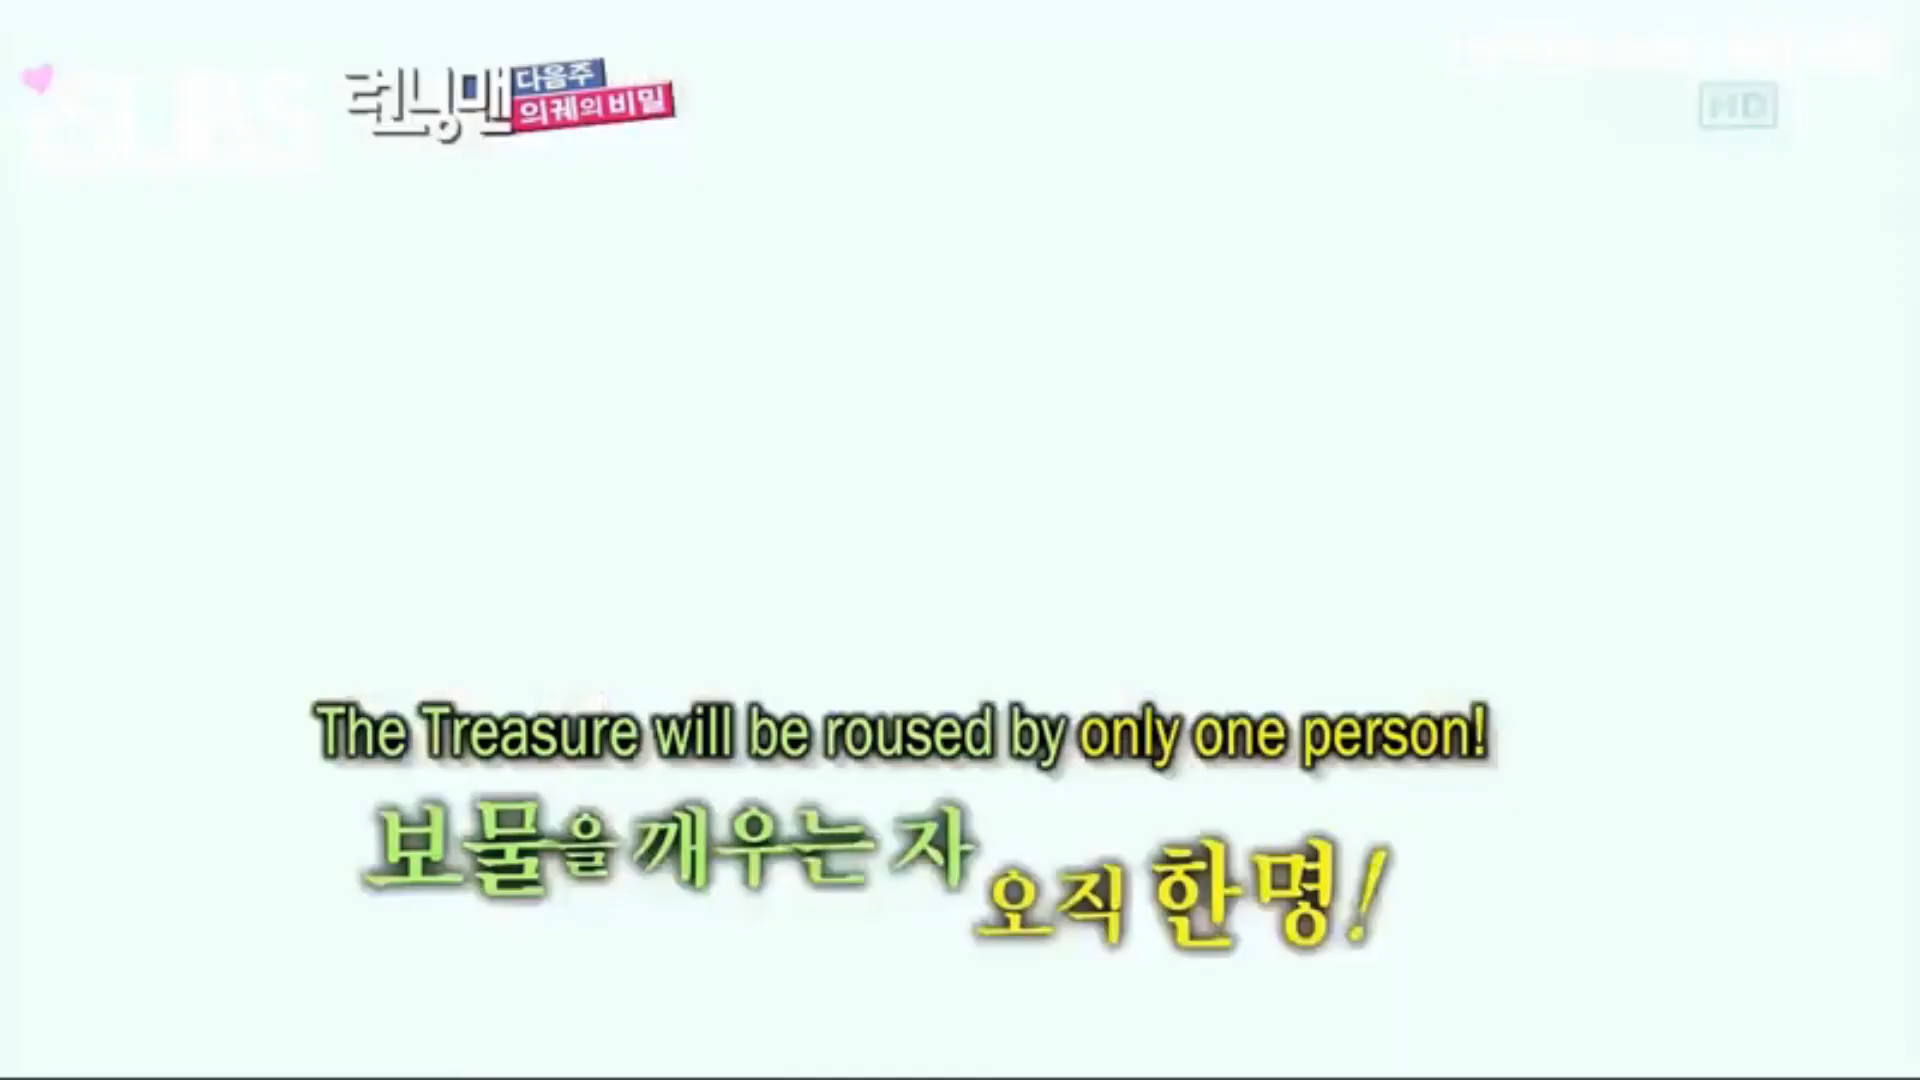 런닝맨 다음주
의궤의 비밀
HD
The Treasure will be roused by only one person!
보물을 깨우는 자
오직 한명!